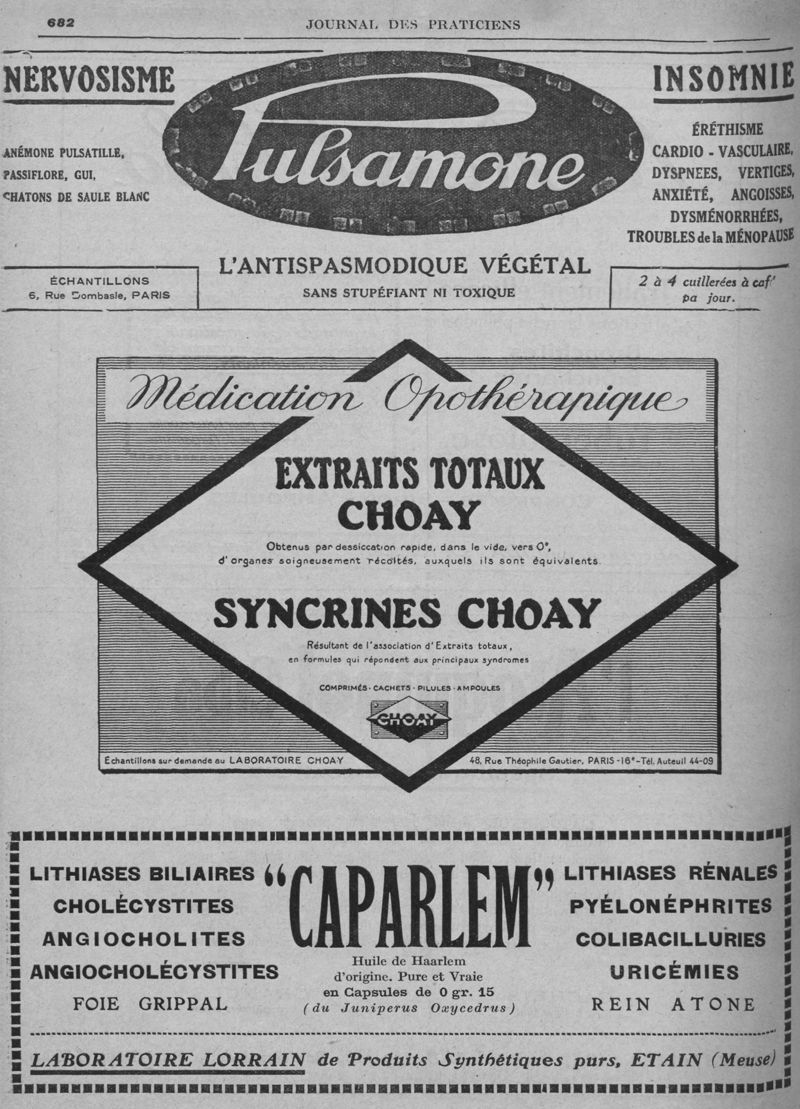 682
JOURNAL DES PRATICIENS
NERVOSISME
ANÉMONE PULSATILLE,
PASSIFLORE, GUI,
CHATONS DE SAULE BLANC
Pulsamone
INSOMNIE
ÉRÉTHISME
CARDIO - VASCULAIRE,
DYSPNEES, VERTIGES,
ANXIÉTÉ, ANGOISSES,
DYSMÉNORRHÉES,
TROUBLES de la MÉNOPAUSE
L'ANTISPASMODIQUE VÉGÉTAL
SANS STUPÉFIANT NI TOXIQUE
ÉCHANTILLONS
6, Rue Dombasle, PARIS
2 à 4 cuillerées à caf'
pa jour.
Médication Opothérapique
EXTRAITS TOTAUX
CHOAY
Obtenus par dessiccation rapide, dans le vide, vers 0°,
d'organes soigneusement récoltés, auxquels ils sont équivalents.
SYNCRINES CHOAY
Résultant de l'association d'Extraits totaux,
en formules qui répondent aux principaux syndromes
COMPRIMÉS - CACHETS - PILULES - AMPOULES
CHOAY
Echantillons sur demande au LABORATOIRE CHOAY
48, Rue Théophile Gautier, PARIS -16e-Tél. Auteuil 44-09
LITHIASES BILIAIRES
CHOLÉCYSTITES
ANGIOCHOLITES
ANGIOCHOLÉCYSTITES
FOIE GRIPPAL
"CAPARLEM"
Huile de Haarlem
d'origine. Pure et Vraie
en Capsules de 0 gr. 15
(du Juniperus Oxycedrus)
LITHIASES RÉNALES
PYÉLONÉPHRITES
COLIBACILLURIES
URICÉMIES
REIN ATONE
LABORATOIRE LORRAIN de Produits Synthétiques purs, ETAIN (Meuse)